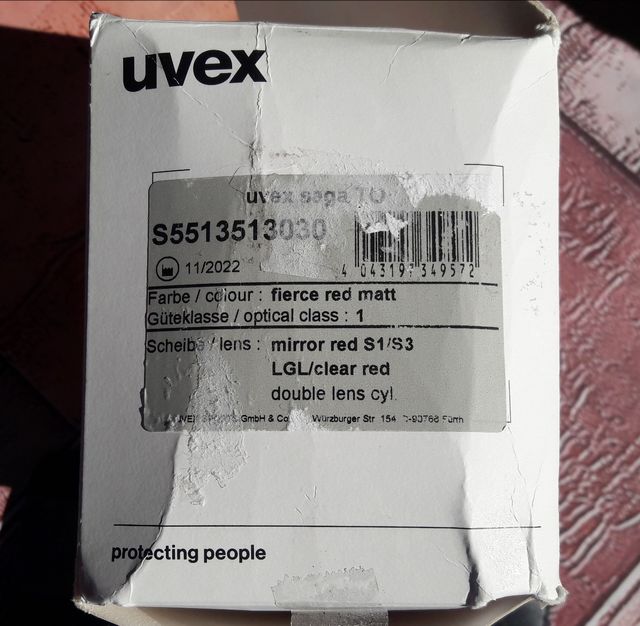 uvex
uvex saga TO
S5513513030
11/2022
4 043197 349572
Farbe / colour : fierce red matt
Güteklasse / optical class : 1
Scheibe / lens : mirror red S1/S3
LGL/clear red
double lens cyl.
GmbH & Co Würzburger Str 154 D-90766 Fürth
protecting people